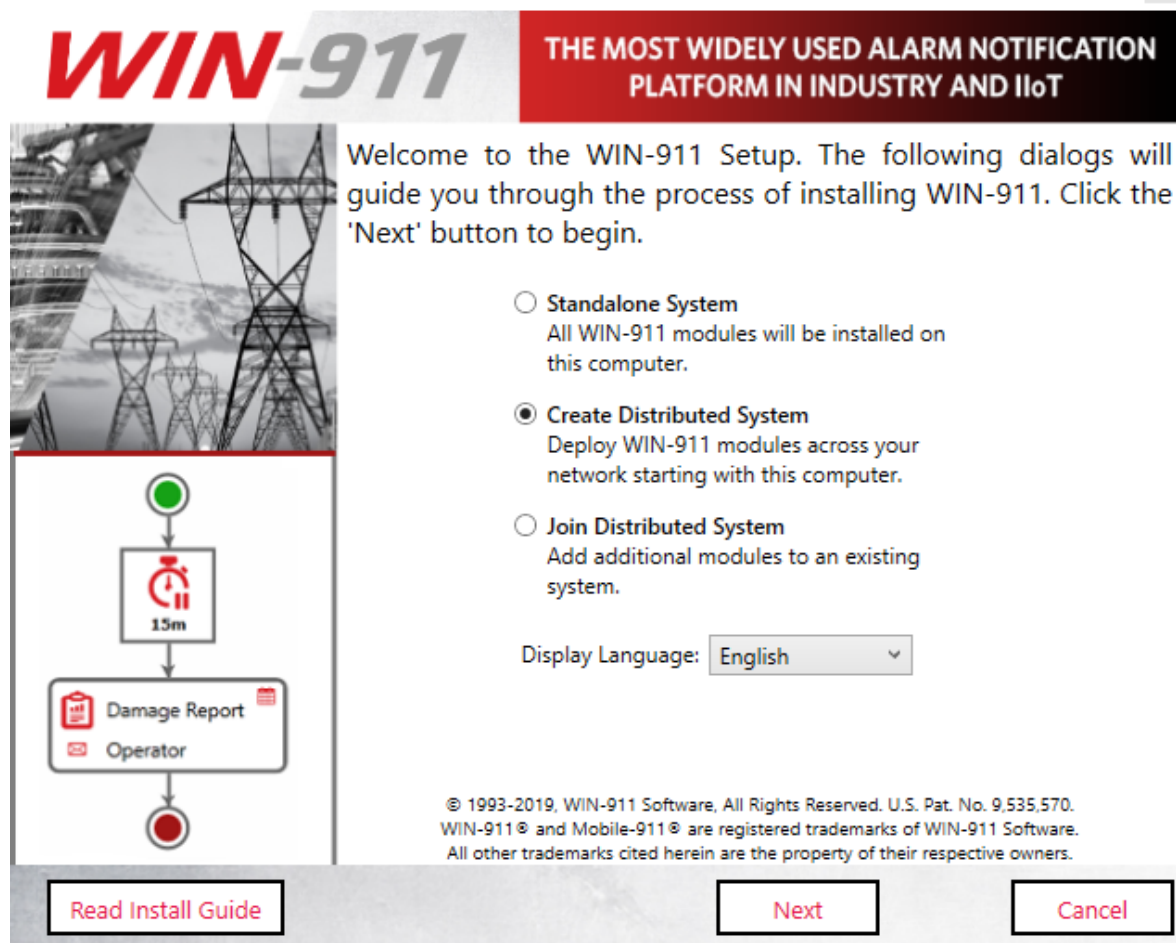 WIN-911
THE MOST WIDELY USED ALARM NOTIFICATION
PLATFORM IN INDUSTRY AND IIoT
Welcome to the WIN-911 Setup. The following dialogs will
guide you through the process of installing WIN-911. Click the
'Next' button to begin.
Standalone System
All WIN-911 modules will be installed on
this computer.
Create Distributed System
Deploy WIN-911 modules across your
network starting with this computer.
Join Distributed System
Add additional modules to an existing
system.
Display Language: English
15m
Damage Report
Operator
© 1993-2019, WIN-911 Software, All Rights Reserved. U.S. Pat. No. 9,535,570.
WIN-911® and Mobile-911® are registered trademarks of WIN-911 Software.
All other trademarks cited herein are the property of their respective owners.
Read Install Guide
Next
Cancel